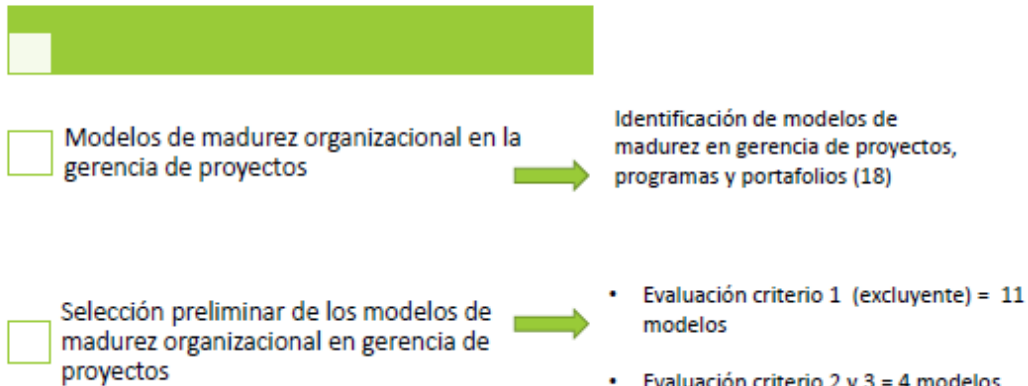 Modelos de madurez organizacional en la
gerencia de proyectos
Identificación de modelos de
madurez en gerencia de proyectos,
programas y portafolios (18)
Selección preliminar de los modelos de
madurez organizacional en gerencia de
proyectos
• Evaluación criterio 1 (excluyente) = 11
modelos
• Evaluación criterio 2 y 3 = 4 modelos